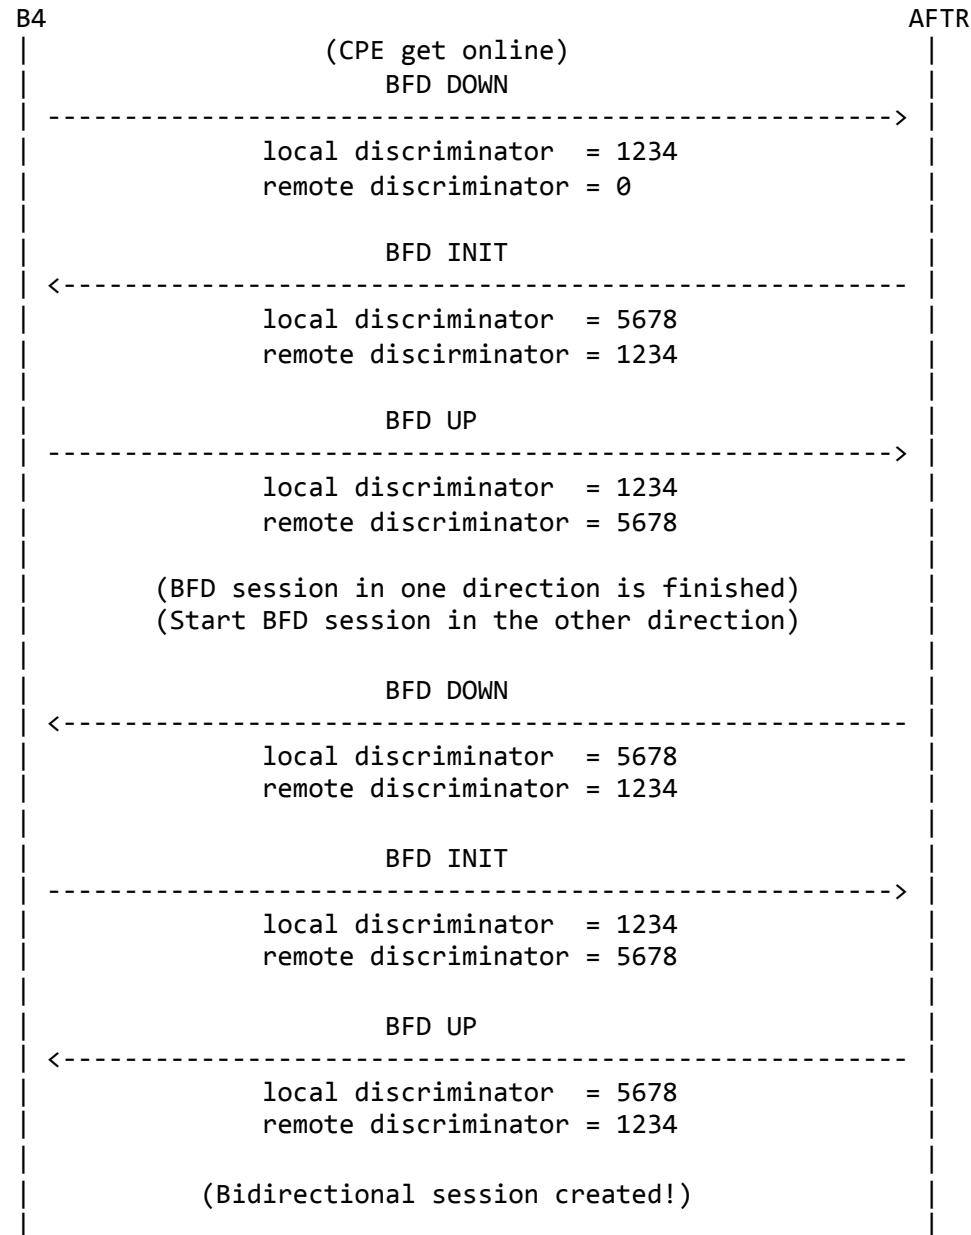 B4 AFTR
(CPE get online)
BFD DOWN
local discriminator = 1234
remote discriminator = 0
BFD INIT
local discriminator = 5678
remote discirminator = 1234
BFD UP
local discriminator = 1234
remote discriminator = 5678
(BFD session in one direction is finished)
(Start BFD session in the other direction)
BFD DOWN
local discriminator = 5678
remote discriminator = 1234
BFD INIT
local discriminator = 1234
remote discriminator = 5678
BFD UP
local discriminator = 5678
remote discriminator = 1234
(Bidirectional session created!)